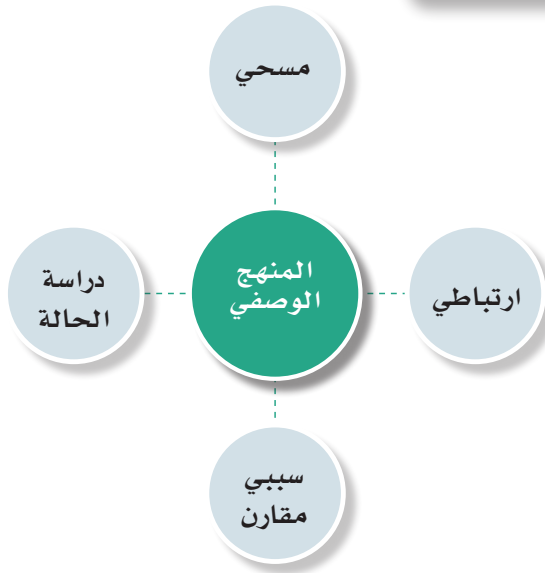 مسحي
المنهج
الوصفي
ارتباطي
دراسة
الحالة
سببي
مقارن